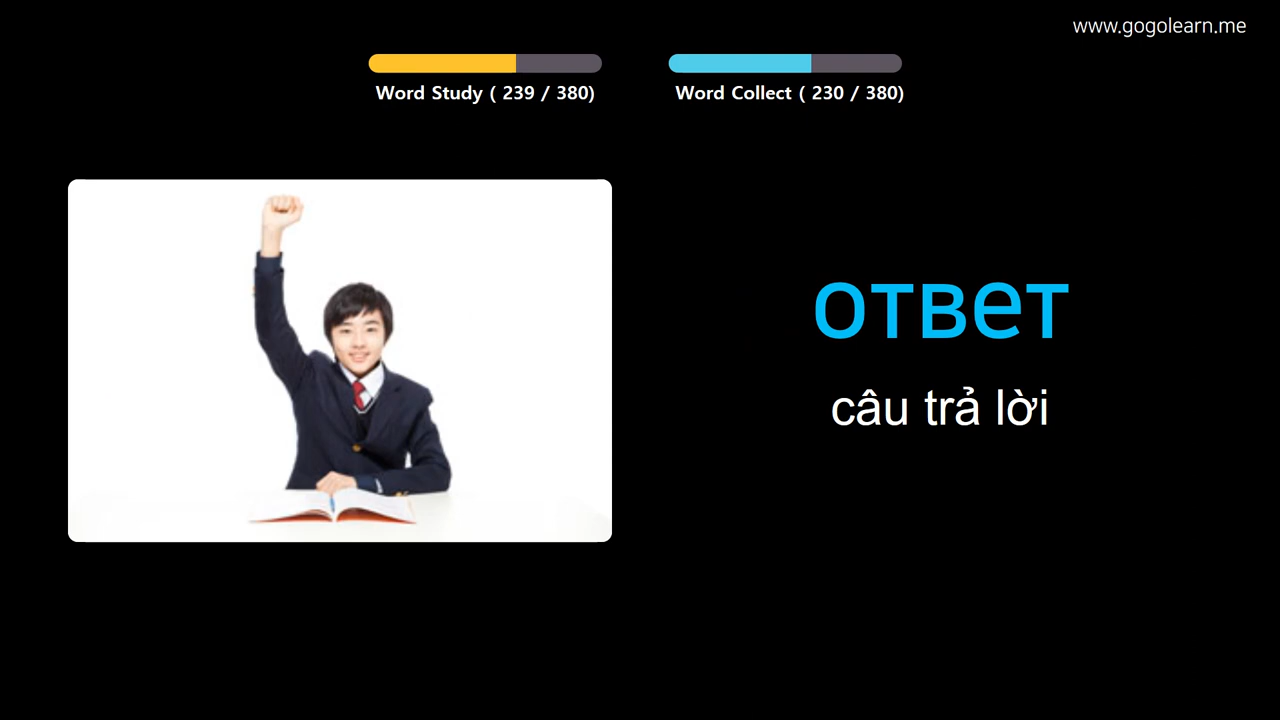 www.gogolearn.me
Word Study ( 239 / 380)
Word Collect ( 230 / 380)
ответ
câu trả lời